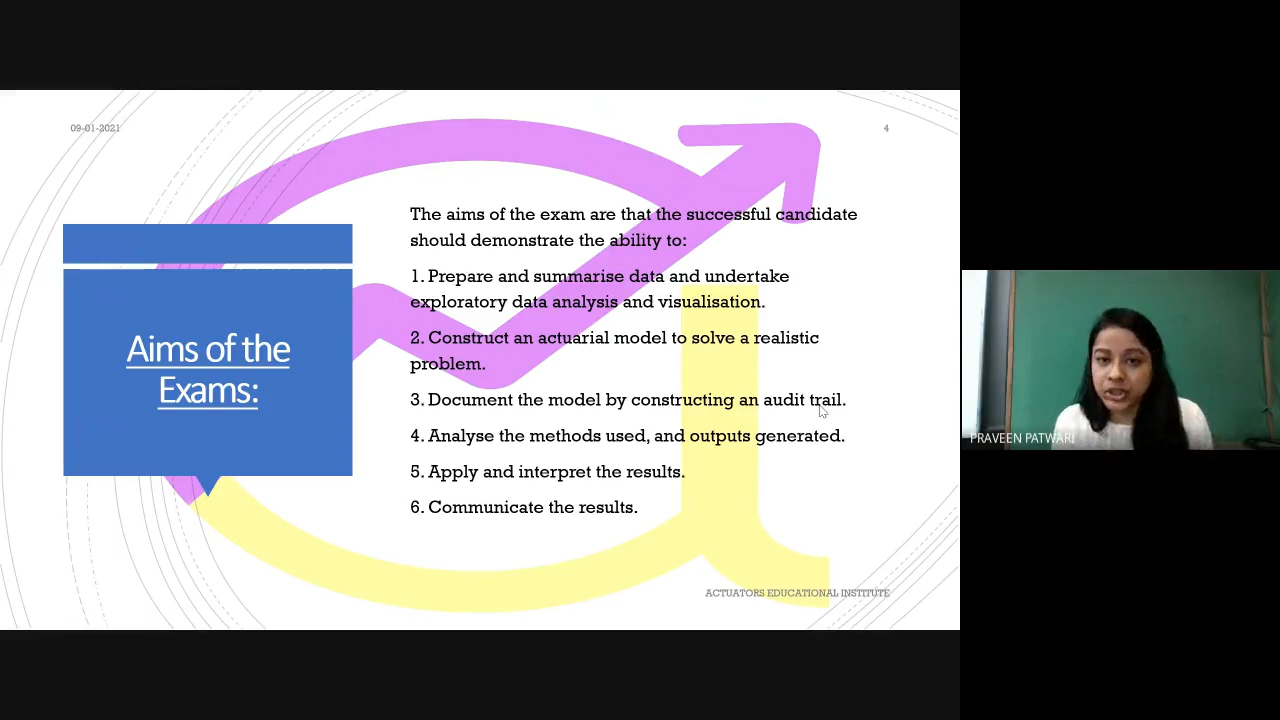 09-01-2021
4
Aims of the
Exams:
The aims of the exam are that the successful candidate
should demonstrate the ability to:
1. Prepare and summarise data and undertake
exploratory data analysis and visualisation.
2. Construct an actuarial model to solve a realistic
problem.
3. Document the model by constructing an audit trail.
4. Analyse the methods used, and outputs generated.
5. Apply and interpret the results.
6. Communicate the results.
ACTUATORS EDUCATIONAL INSTITUTE
PRAVEEN PATWARI